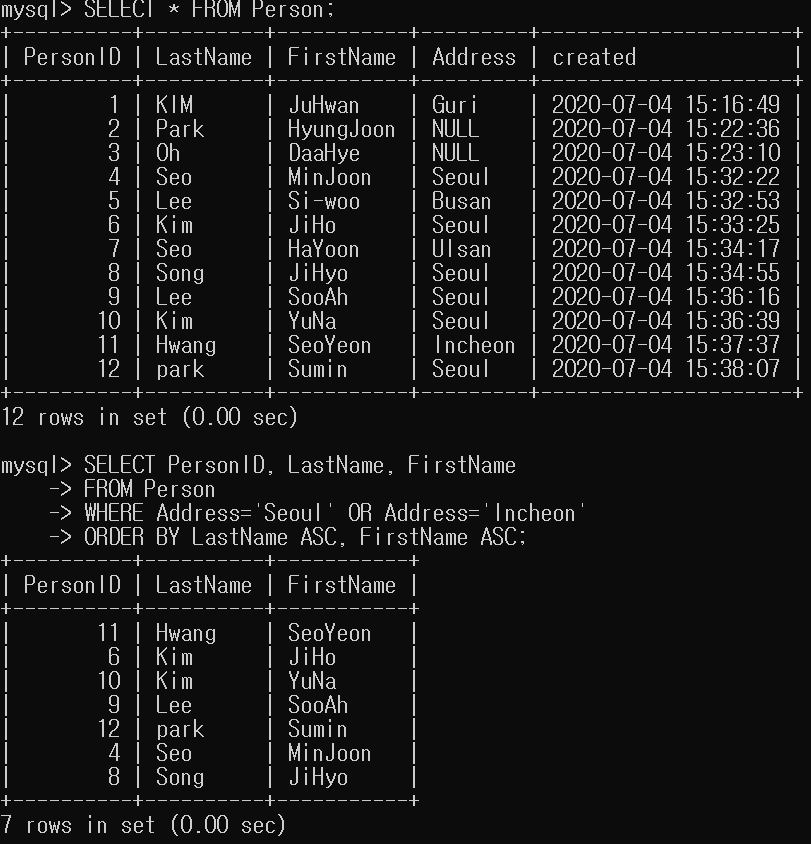 mysql> SELECT * FROM Person;
+----------+----------+-----------+---------+---------------------+
| PersonID | LastName | FirstName | Address | created             |
+----------+----------+-----------+---------+---------------------+
|        1 | KIM      | JuHwan    | Guri    | 2020-07-04 15:16:49 |
|        2 | Park     | HyungJoon | NULL    | 2020-07-04 15:22:36 |
|        3 | Oh       | DaaHye    | NULL    | 2020-07-04 15:23:10 |
|        4 | Seo      | MinJoon   | Seoul   | 2020-07-04 15:32:22 |
|        5 | Lee      | Si-woo    | Busan   | 2020-07-04 15:32:53 |
|        6 | Kim      | JiHo      | Seoul   | 2020-07-04 15:33:25 |
|        7 | Seo      | HaYoon    | Ulsan   | 2020-07-04 15:34:17 |
|        8 | Song     | JiHyo     | Seoul   | 2020-07-04 15:34:55 |
|        9 | Lee      | SooAh     | Seoul   | 2020-07-04 15:36:16 |
|       10 | Kim      | YuNa      | Seoul   | 2020-07-04 15:36:39 |
|       11 | Hwang    | SeoYeon   | Incheon | 2020-07-04 15:37:37 |
|       12 | park     | Sumin     | Seoul   | 2020-07-04 15:38:07 |
+----------+----------+-----------+---------+---------------------+
12 rows in set (0.00 sec)
mysql> SELECT PersonID, LastName, FirstName
    -> FROM Person
    -> WHERE Address='Seoul' OR Address='Incheon'
    -> ORDER BY LastName ASC, FirstName ASC;
+----------+----------+-----------+
| PersonID | LastName | FirstName |
+----------+----------+-----------+
|       11 | Hwang    | SeoYeon   |
|        6 | Kim      | JiHo      |
|       10 | Kim      | YuNa      |
|        9 | Lee      | SooAh     |
|       12 | park     | Sumin     |
|        4 | Seo      | MinJoon   |
|        8 | Song     | JiHyo     |
+----------+----------+-----------+
7 rows in set (0.00 sec)